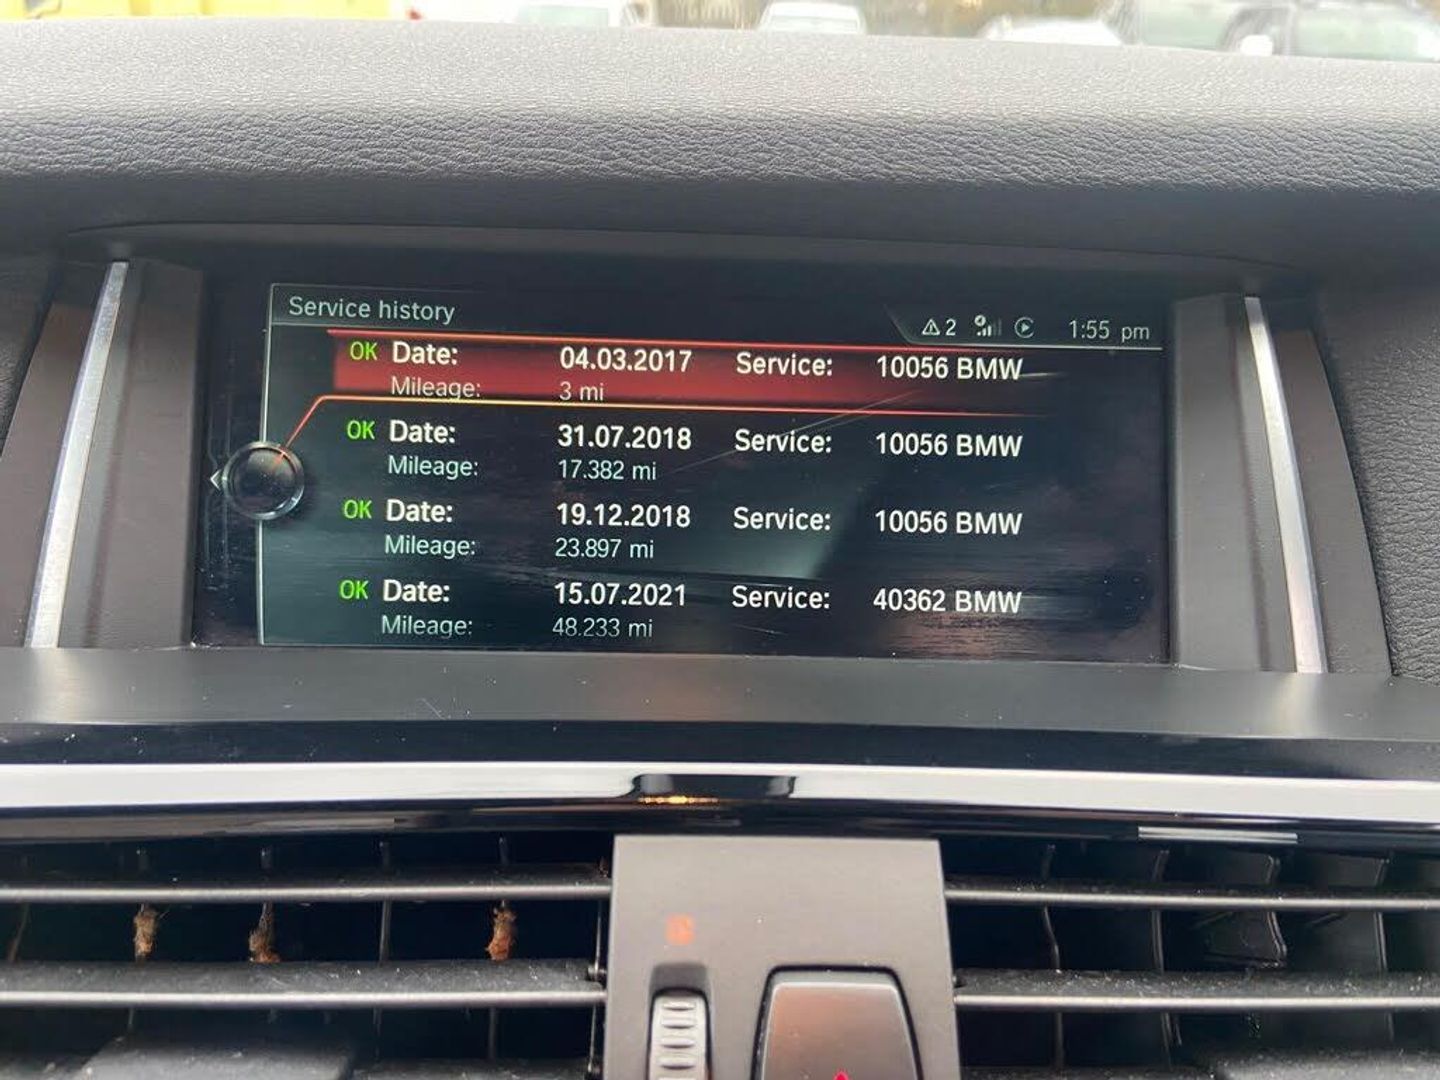 Service history
2
1:55 pm
OK Date: 04.03.2017 Service: 10056 BMW
Mileage: 3 mi
OK Date: 31.07.2018 Service: 10056 BMW
Mileage: 17.382 mi
OK Date: 19.12.2018 Service: 10056 BMW
Mileage: 23.897 mi
OK Date: 15.07.2021 Service: 40362 BMW
Mileage: 48.233 mi